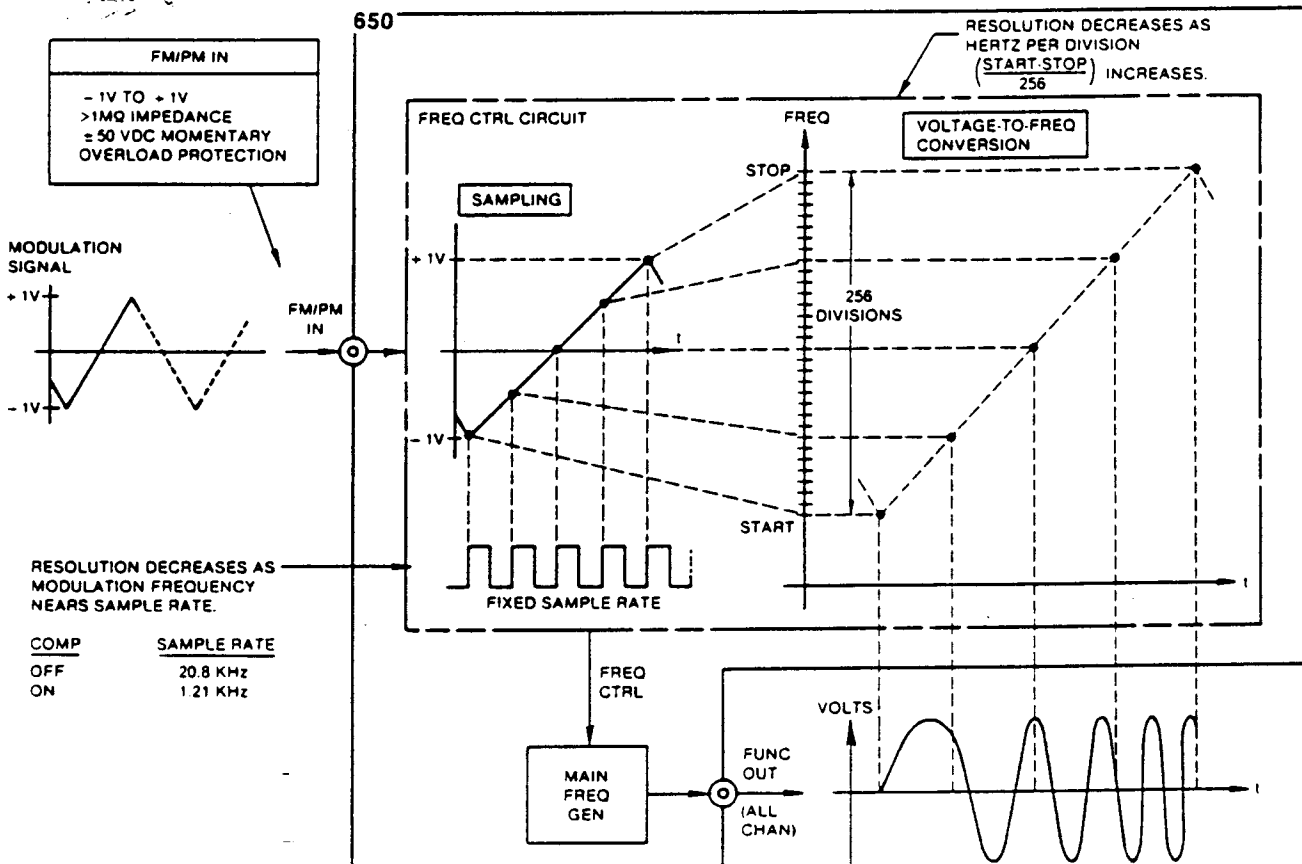 650
FM/PM IN
- 1V TO + 1V
>1MΩ IMPEDANCE
± 50 VDC MOMENTARY
OVERLOAD PROTECTION
RESOLUTION DECREASES AS
HERTZ PER DIVISION
(START-STOP/256) INCREASES.
FREQ CTRL CIRCUIT
FREQ
VOLTAGE-TO-FREQ
CONVERSION
STOP
SAMPLING
MODULATION
SIGNAL
+ 1V
- 1V
FM/PM
IN
+ 1V
t
- 1V
256
DIVISIONS
START
t
FIXED SAMPLE RATE
RESOLUTION DECREASES AS
MODULATION FREQUENCY
NEARS SAMPLE RATE.
COMP SAMPLE RATE
OFF 20.8 KHz
ON 1.21 KHz
FREQ
CTRL
MAIN
FREQ
GEN
FUNC
OUT
(ALL
CHAN)
VOLTS
t